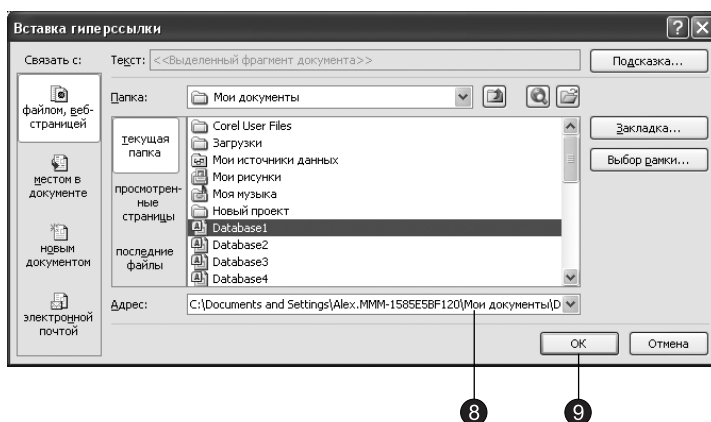 Вставка гиперссылки
Связать с:
Текст: <<Выделенный фрагмент документа>>
Подсказка...
файлом, веб-
страницей
Папка:
Мои документы
местом в
документе
новым
документом
электронной
почтой
текущая
папка
просмотрен-
ные
страницы
последние
файлы
Corel User Files
Загрузки
Мои источники данных
Мои рисунки
Моя музыка
Новый проект
Database1
Database2
Database3
Database4
Закладка...
Выбор рамки...
Адрес: C:\Documents and Settings\Alex.MMM-1585E5BF120\Мои документы\D
ОК
Отмена
8
9